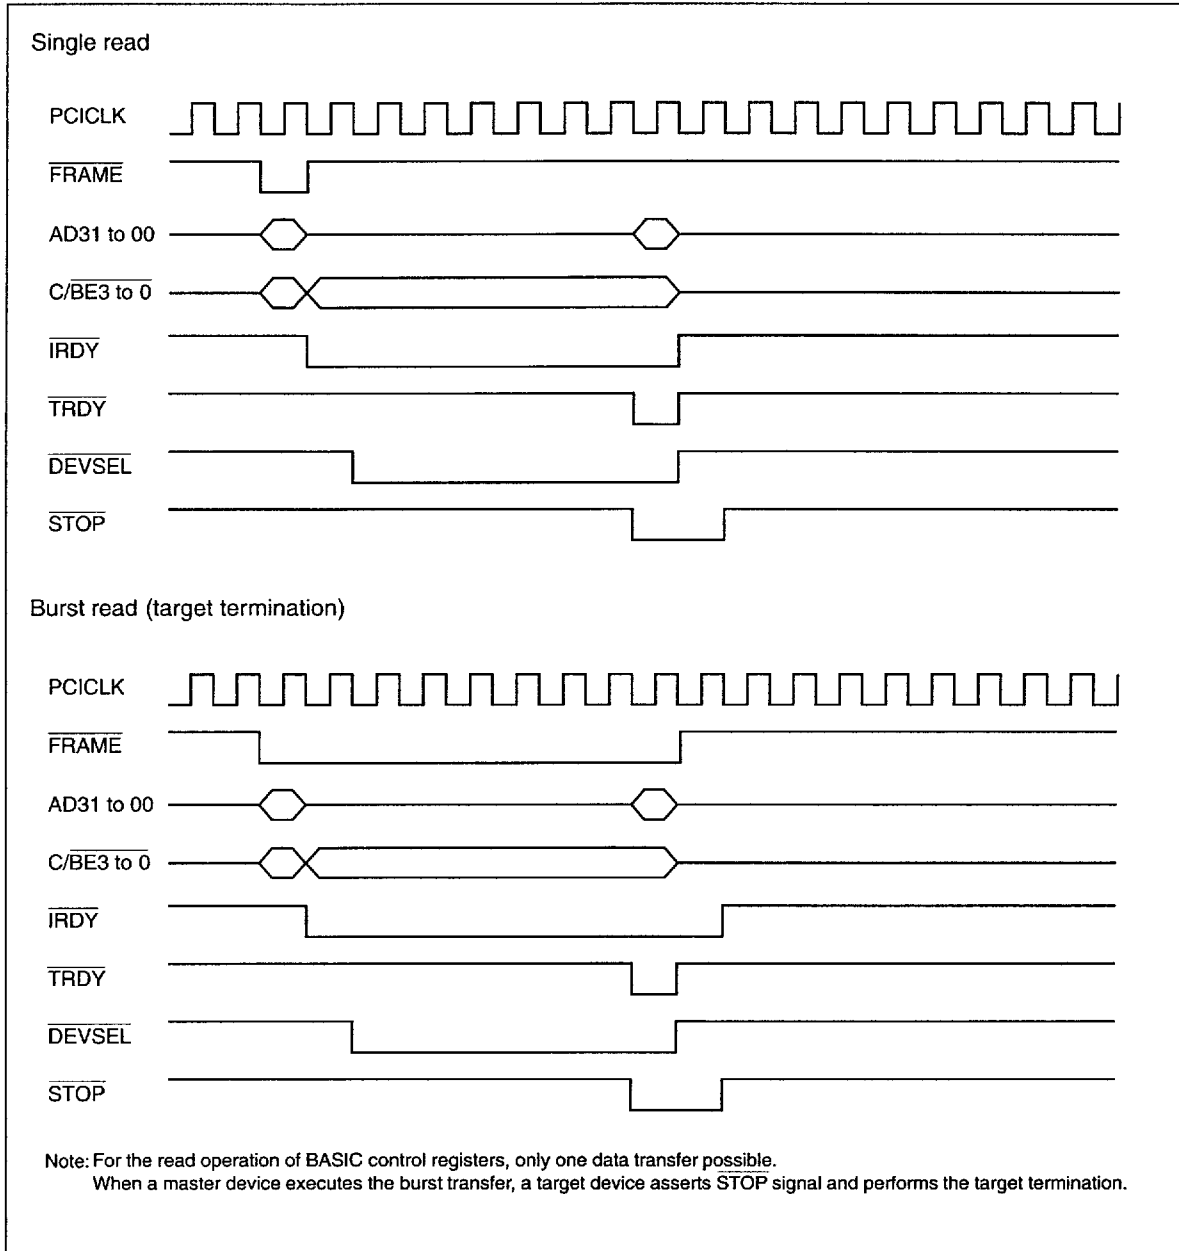 Single read
PCICLK
FRAME
AD31 to 00
C/BE3 to 0
IRDY
TRDY
DEVSEL
STOP
Burst read (target termination)
PCICLK
FRAME
AD31 to 00
C/BE3 to 0
IRDY
TRDY
DEVSEL
STOP
Note: For the read operation of BASIC control registers, only one data transfer possible.
When a master device executes the burst transfer, a target device asserts STOP signal and performs the target termination.